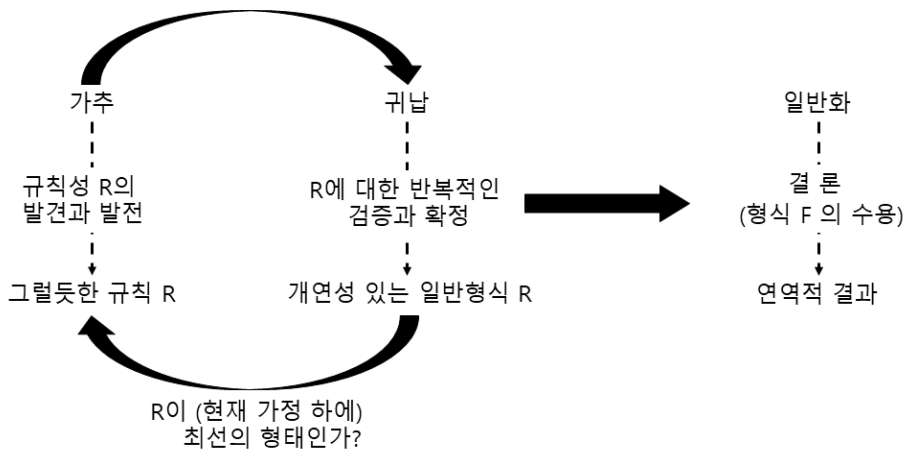 가추
귀납
일반화
규칙성 R의
발견과 발전
R에 대한 반복적인
검증과 확정
결 론
(형식 F 의 수용)
그럴듯한 규칙 R
개연성 있는 일반형식 R
연역적 결과
R이 (현재 가정 하에)
최선의 형태인가?